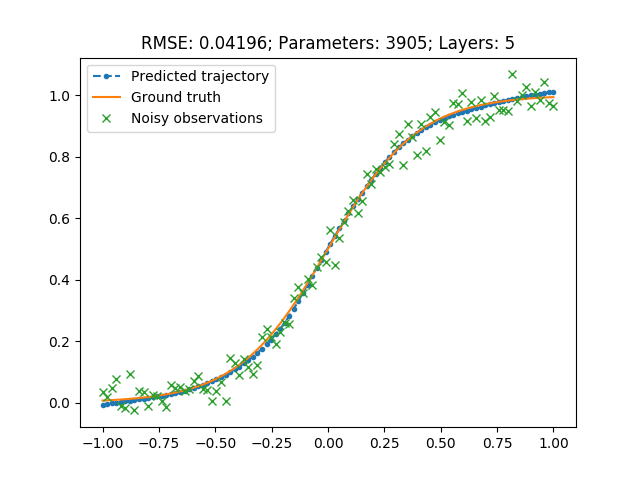 RMSE: 0.04196; Parameters: 3905; Layers: 5
Predicted trajectory
Ground truth
Noisy observations
1.0
0.8
0.6
0.4
0.2
0.0
−1.00 −0.75 −0.50 −0.25 0.00 0.25 0.50 0.75 1.00